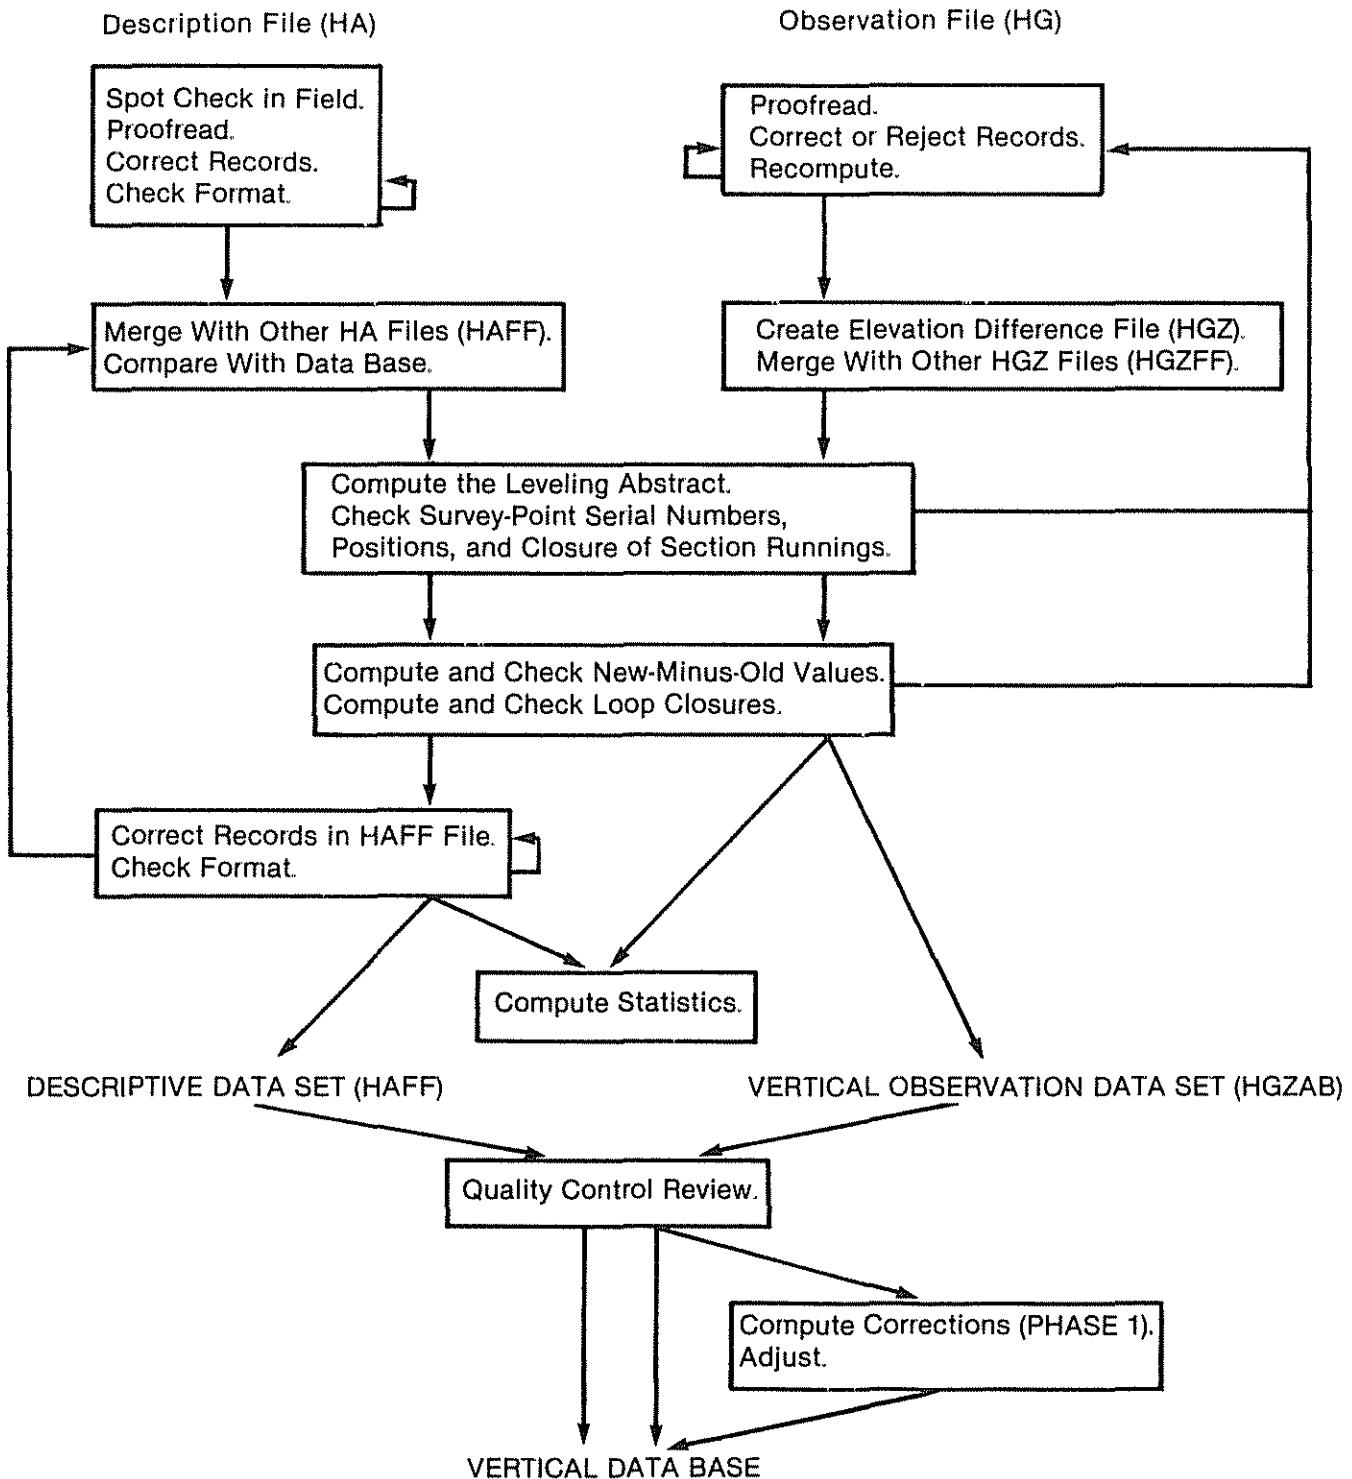 Description File (HA)
Observation File (HG)
Spot Check in Field.
Proofread.
Correct Records.
Check Format.
Proofread.
Correct or Reject Records.
Recompute.
Merge With Other HA Files (HAFF).
Compare With Data Base.
Create Elevation Difference File (HGZ).
Merge With Other HGZ Files (HGZFF).
Compute the Leveling Abstract.
Check Survey-Point Serial Numbers,
Positions, and Closure of Section Runnings.
Compute and Check New-Minus-Old Values.
Compute and Check Loop Closures.
Correct Records in HAFF File.
Check Format.
Compute Statistics.
DESCRIPTIVE DATA SET (HAFF)
VERTICAL OBSERVATION DATA SET (HGZAB)
Quality Control Review.
Compute Corrections (PHASE 1).
Adjust.
VERTICAL DATA BASE